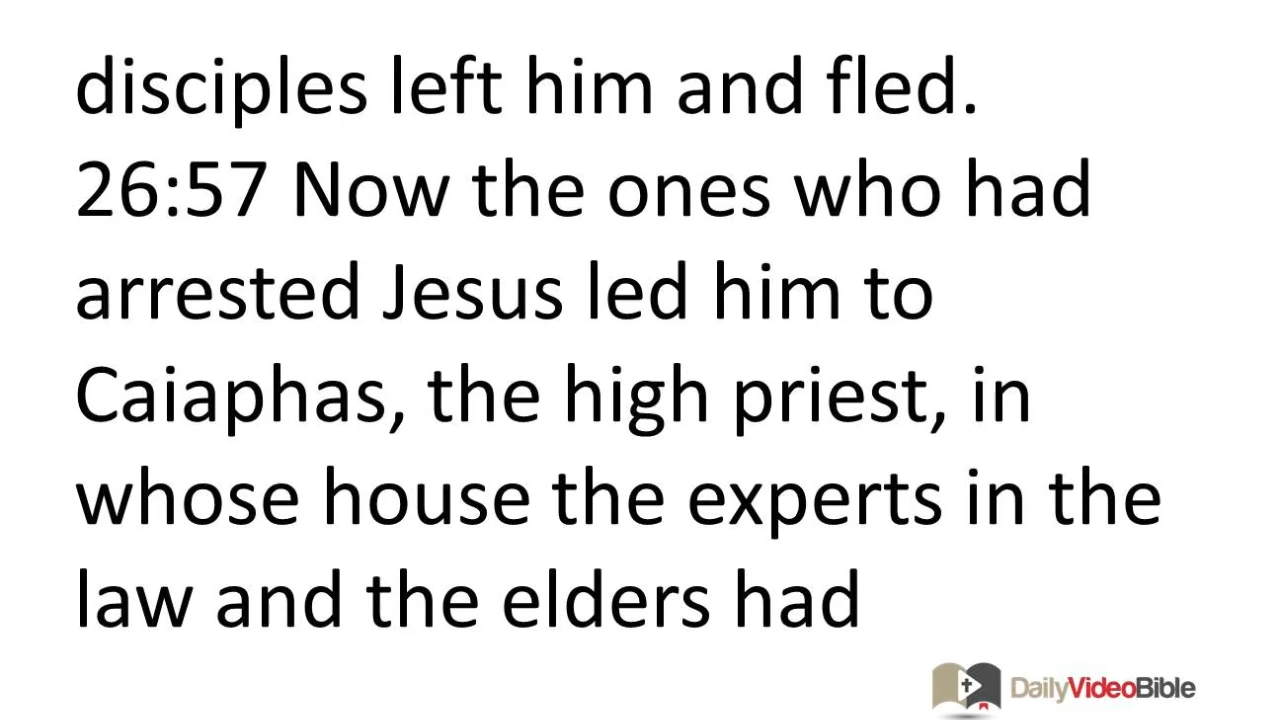 disciples left him and fled.
26:57 Now the ones who had
arrested Jesus led him to
Caiaphas, the high priest, in
whose house the experts in the
law and the elders had
DailyVideoBible